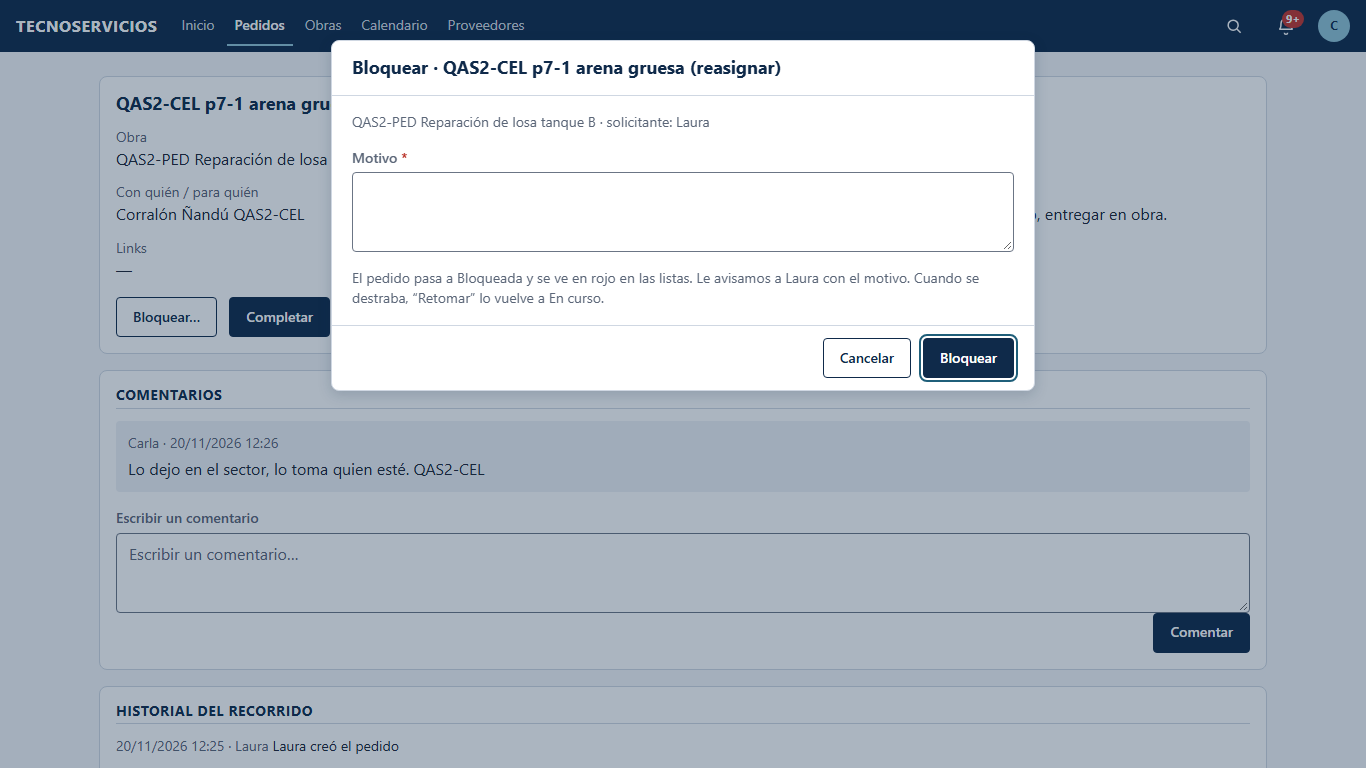 TECNOSERVICIOS Inicio Pedidos Obras Calendario Proveedores 9+ C
Bloquear · QAS2-CEL p7-1 arena gruesa (reasignar)
QAS2-PED Reparación de losa tanque B · solicitante: Laura
Motivo *
El pedido pasa a Bloqueada y se ve en rojo en las listas. Le avisamos a Laura con el motivo. Cuando se
destraba, “Retomar” lo vuelve a En curso.
Cancelar Bloquear
QAS2-CEL p7-1 arena gru
Obra
QAS2-PED Reparación de losa
Con quién / para quién
Corralón Ñandú QAS2-CEL , entregar en obra.
Links
—
Bloquear... Completar
COMENTARIOS
Carla · 20/11/2026 12:26
Lo dejo en el sector, lo toma quien esté. QAS2-CEL
Escribir un comentario
Escribir un comentario...
Comentar
HISTORIAL DEL RECORRIDO
20/11/2026 12:25 · Laura Laura creó el pedido